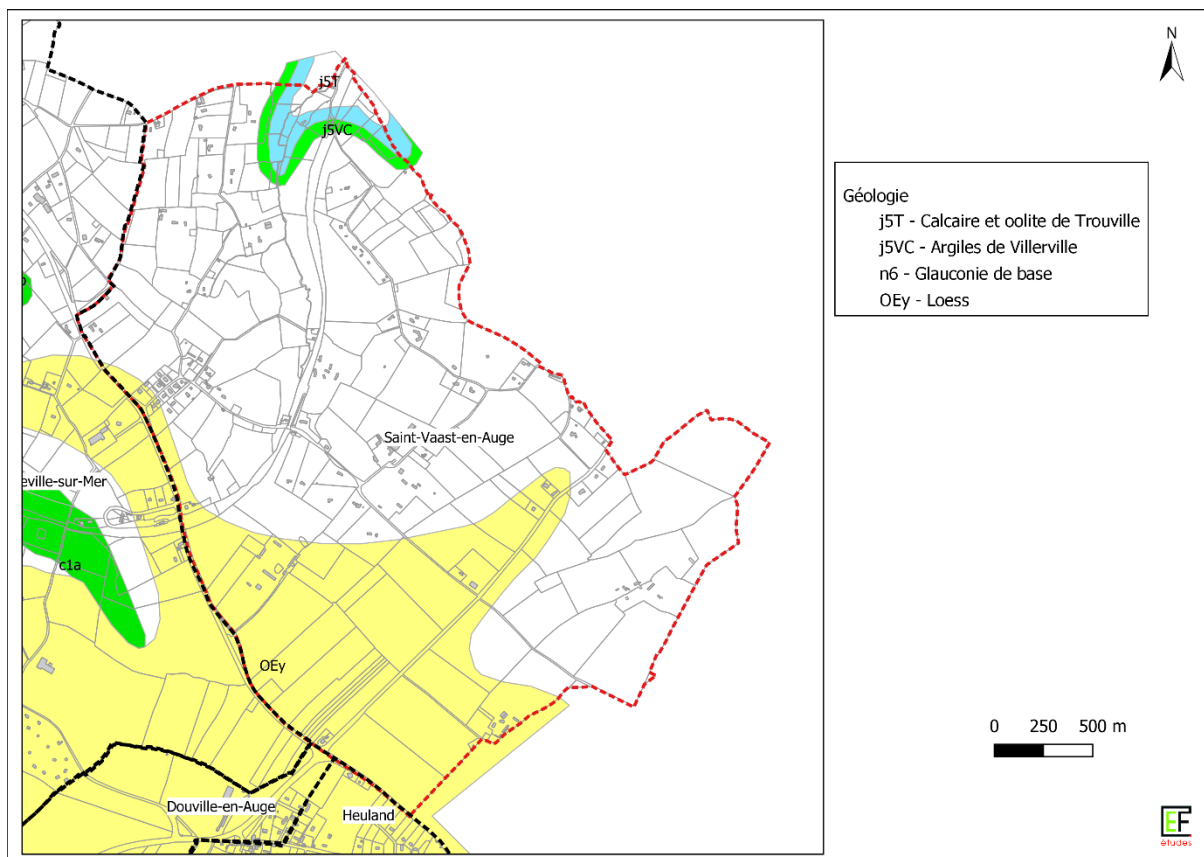 N
j5T
j5VC
Géologie
j5T - Calcaire et oolite de Trouville
j5VC - Argiles de Villerville
n6 - Glauconie de base
OEy - Loess
Saint-Vaast-en-Auge
eville-sur-Mer
c1a
OEy
0 250 500 m
Douville-en-Auge
Heuland
EF
études